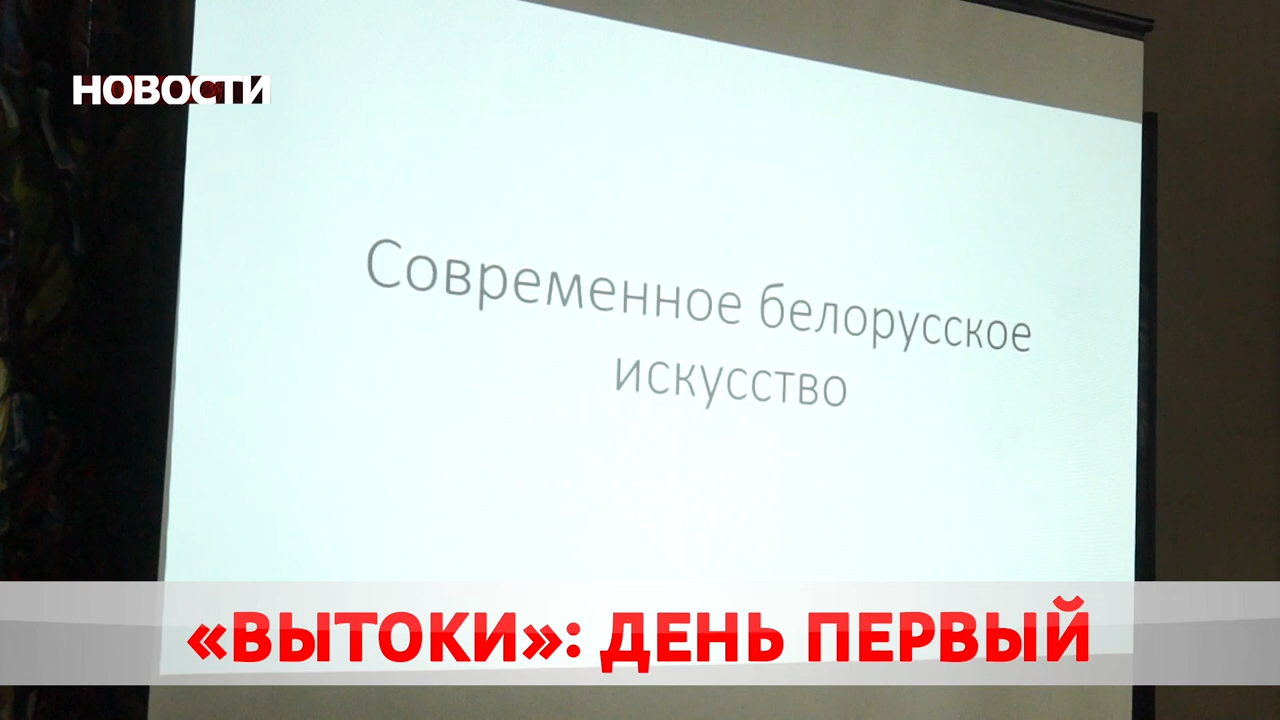 НОВОСТИ
Современное белорусское
искусство
«ВЫТОКИ»: ДЕНЬ ПЕРВЫЙ